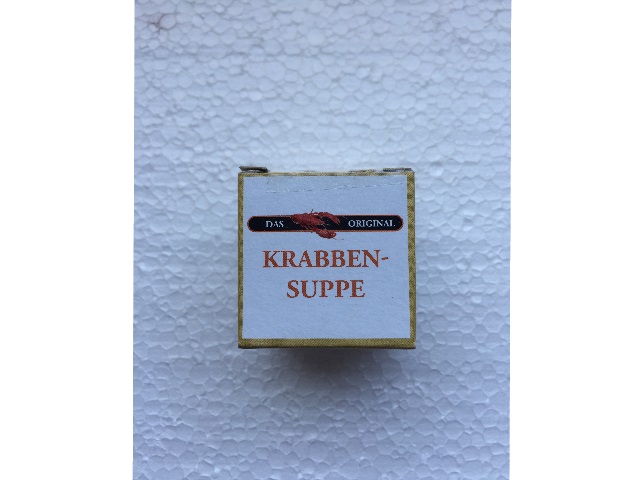 DAS ORIGINAL
KRABBEN-
SUPPE